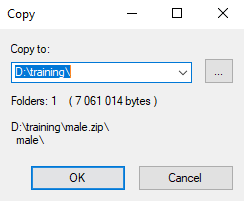 Copy
Copy to:
D:\training\
...
Folders: 1 ( 7 061 014 bytes )
D:\training\male.zip\
male\
OK
Cancel